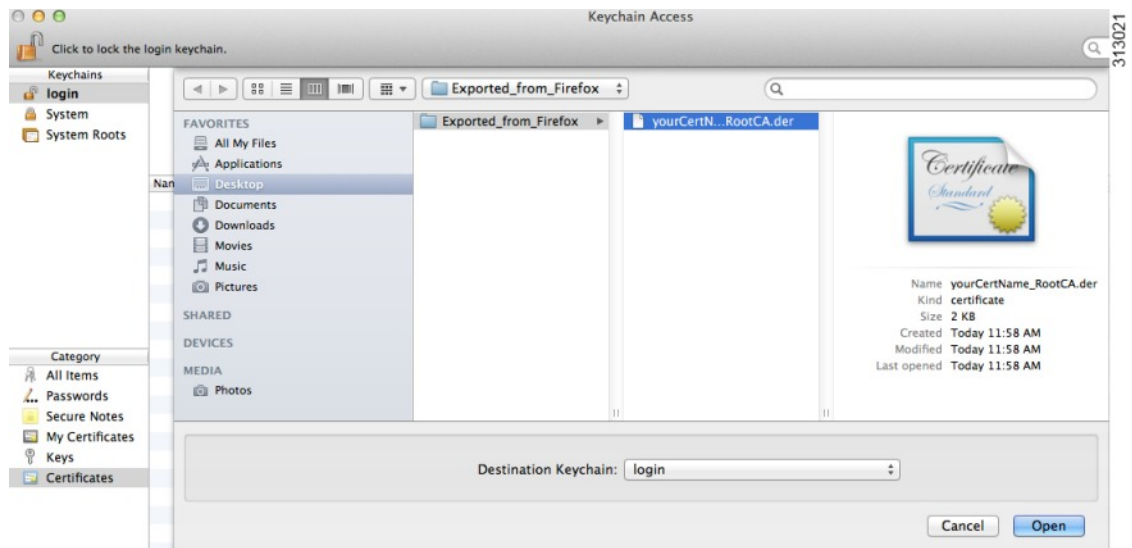 Keychain Access
Click to lock the login keychain.
313021
Keychains
login
System
System Roots
Exported_from_Firefox
FAVORITES
All My Files
Applications
Desktop
Documents
Downloads
Movies
Music
Pictures
SHARED
DEVICES
MEDIA
Photos
Nan
Exported_from_Firefox
yourCertN...RootCA.der
Certificate
Standard
Name yourCertName_RootCA.der
Kind certificate
Size 2 KB
Created Today 11:58 AM
Modified Today 11:58 AM
Last opened Today 11:58 AM
Category
All Items
Passwords
Secure Notes
My Certificates
Keys
Certificates
Destination Keychain: login
Cancel Open